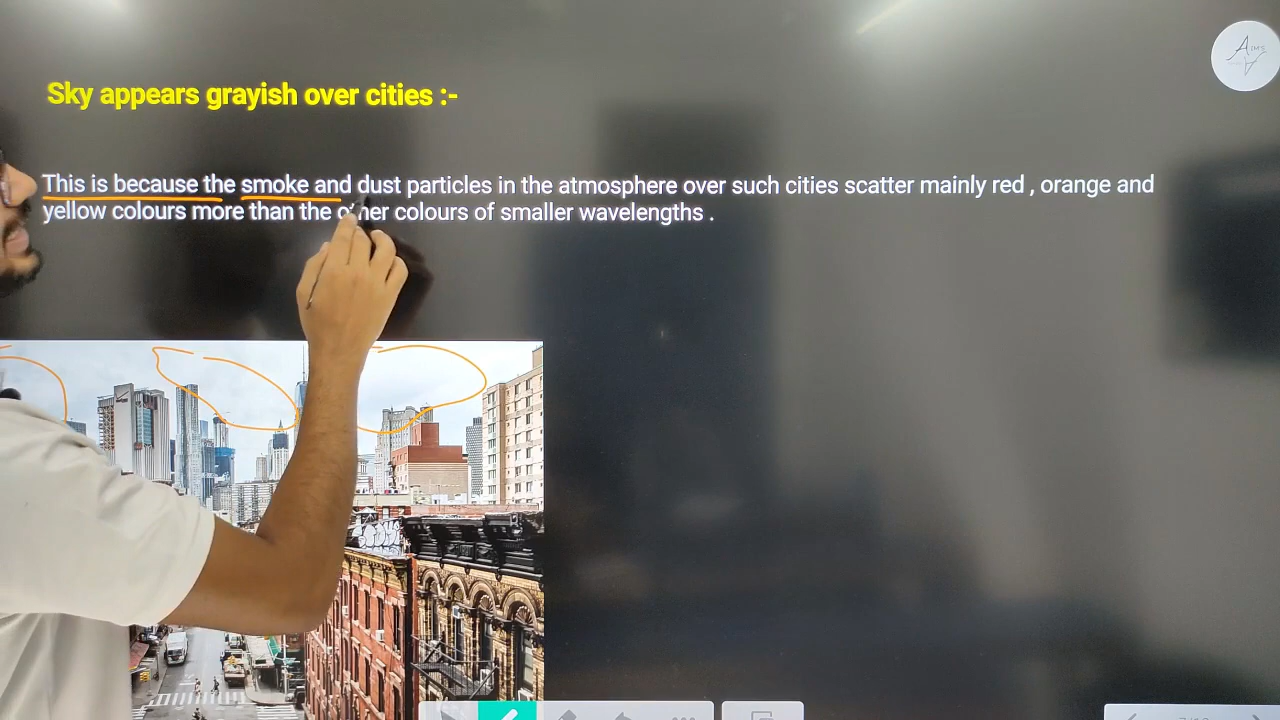 Sky appears grayish over cities :-
This is because the smoke and dust particles in the atmosphere over such cities scatter mainly red , orange and
yellow colours more than the other colours of smaller wavelengths .